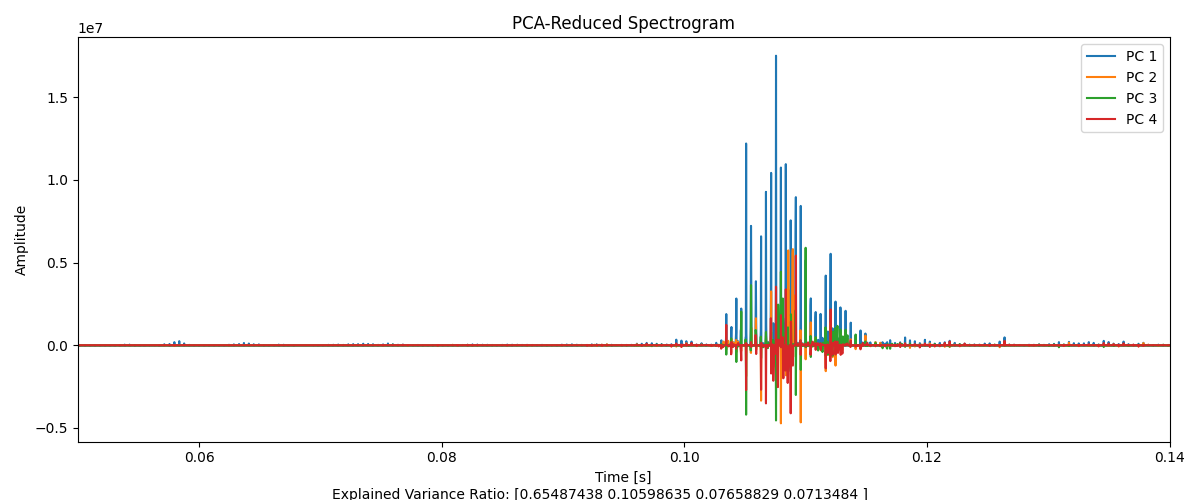 PCA-Reduced Spectrogram
1e7
PC 1
PC 2
PC 3
PC 4
1.5
1.0
0.5
0.0
−0.5
Amplitude
0.06 0.08 0.10 0.12 0.14
Time [s]
Explained Variance Ratio: [0.65487438 0.10598635 0.07658829 0.0713484 ]